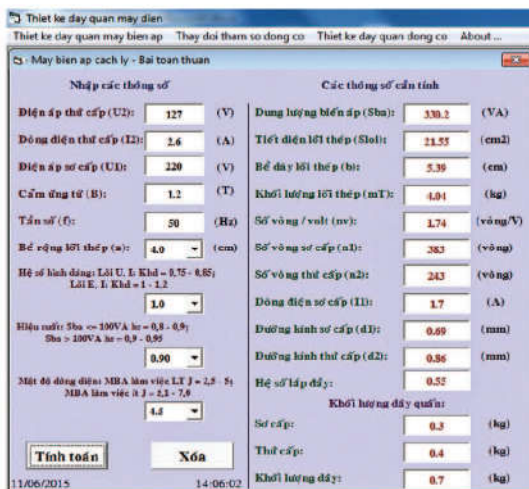 Thiet ke day quan may dien
Thiet ke day quan may bien ap Thay doi tham so dong co Thiet ke day quan dong co About ...
May bien ap cach ly - Bai toan thuan
Nhập các thông số
Điện áp thứ cấp (U2): 127 (V)
Dòng điện thứ cấp (I2): 2.6 (A)
Điện áp sơ cấp (U1): 220 (V)
Cảm ứng từ (B): 1.2 (T)
Tần số (f): 50 (Hz)
Bề rộng lõi thép (a): 4.0 (cm)
Hệ số hình dáng: Lõi U, I: Khd = 0,75 - 0,85;
Lõi E, I: Khd = 1 - 1,2
1.0
Hiệu suất: Sba <= 100VA hs = 0,8 - 0,9;
Sba > 100VA hs = 0,9 - 0,95
0.90
Mật độ dòng điện: MBA làm việc LT J = 2,5 - 5;
MBA làm việc ít J =
4.5
Tính toán Xóa
11/06/2015 14:06:02
Các thông số cần tính
Dung lượng biến áp (Sba): 330.2 (VA)
Tiết diện lõi thép (Sloi): 21.55 (cm2)
Bề dày lõi thép (b): 5.39 (cm)
Khối lượng lõi thép (mT): 4.04 (kg)
Số vòng / volt (nv): 1.74 (vòng/V)
Số vòng sơ cấp (n1): 383 (vòng)
Số vòng thứ cấp (n2): 243 (vòng)
Dòng điện sơ cấp (I1): 1.7 (A)
Đường kính sơ cấp (d1): 0.69 (mm)
Đường kính thứ cấp (d2): 0.86 (mm)
Hệ số lấp đầy: 0.55
Khối lượng dây quấn:
Sơ cấp: 0.3 (kg)
Thứ cấp: 0.4 (kg)
Khối lượng dây: 0.7 (kg)